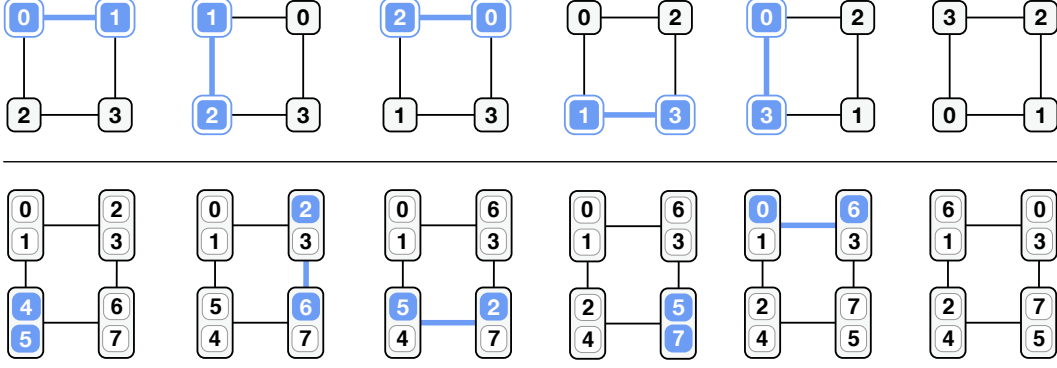 0 1 1 0 2 0 0 2 0 2 3 2
2 3 2 3 1 3 1 3 3 1 0 1
0 2 0 2 0 6 0 6 0 6 6 0
1 3 1 3 1 3 1 3 1 3 1 3
4 6 5 6 5 2 2 5 2 7 2 7
5 7 4 7 4 7 4 7 4 5 4 5